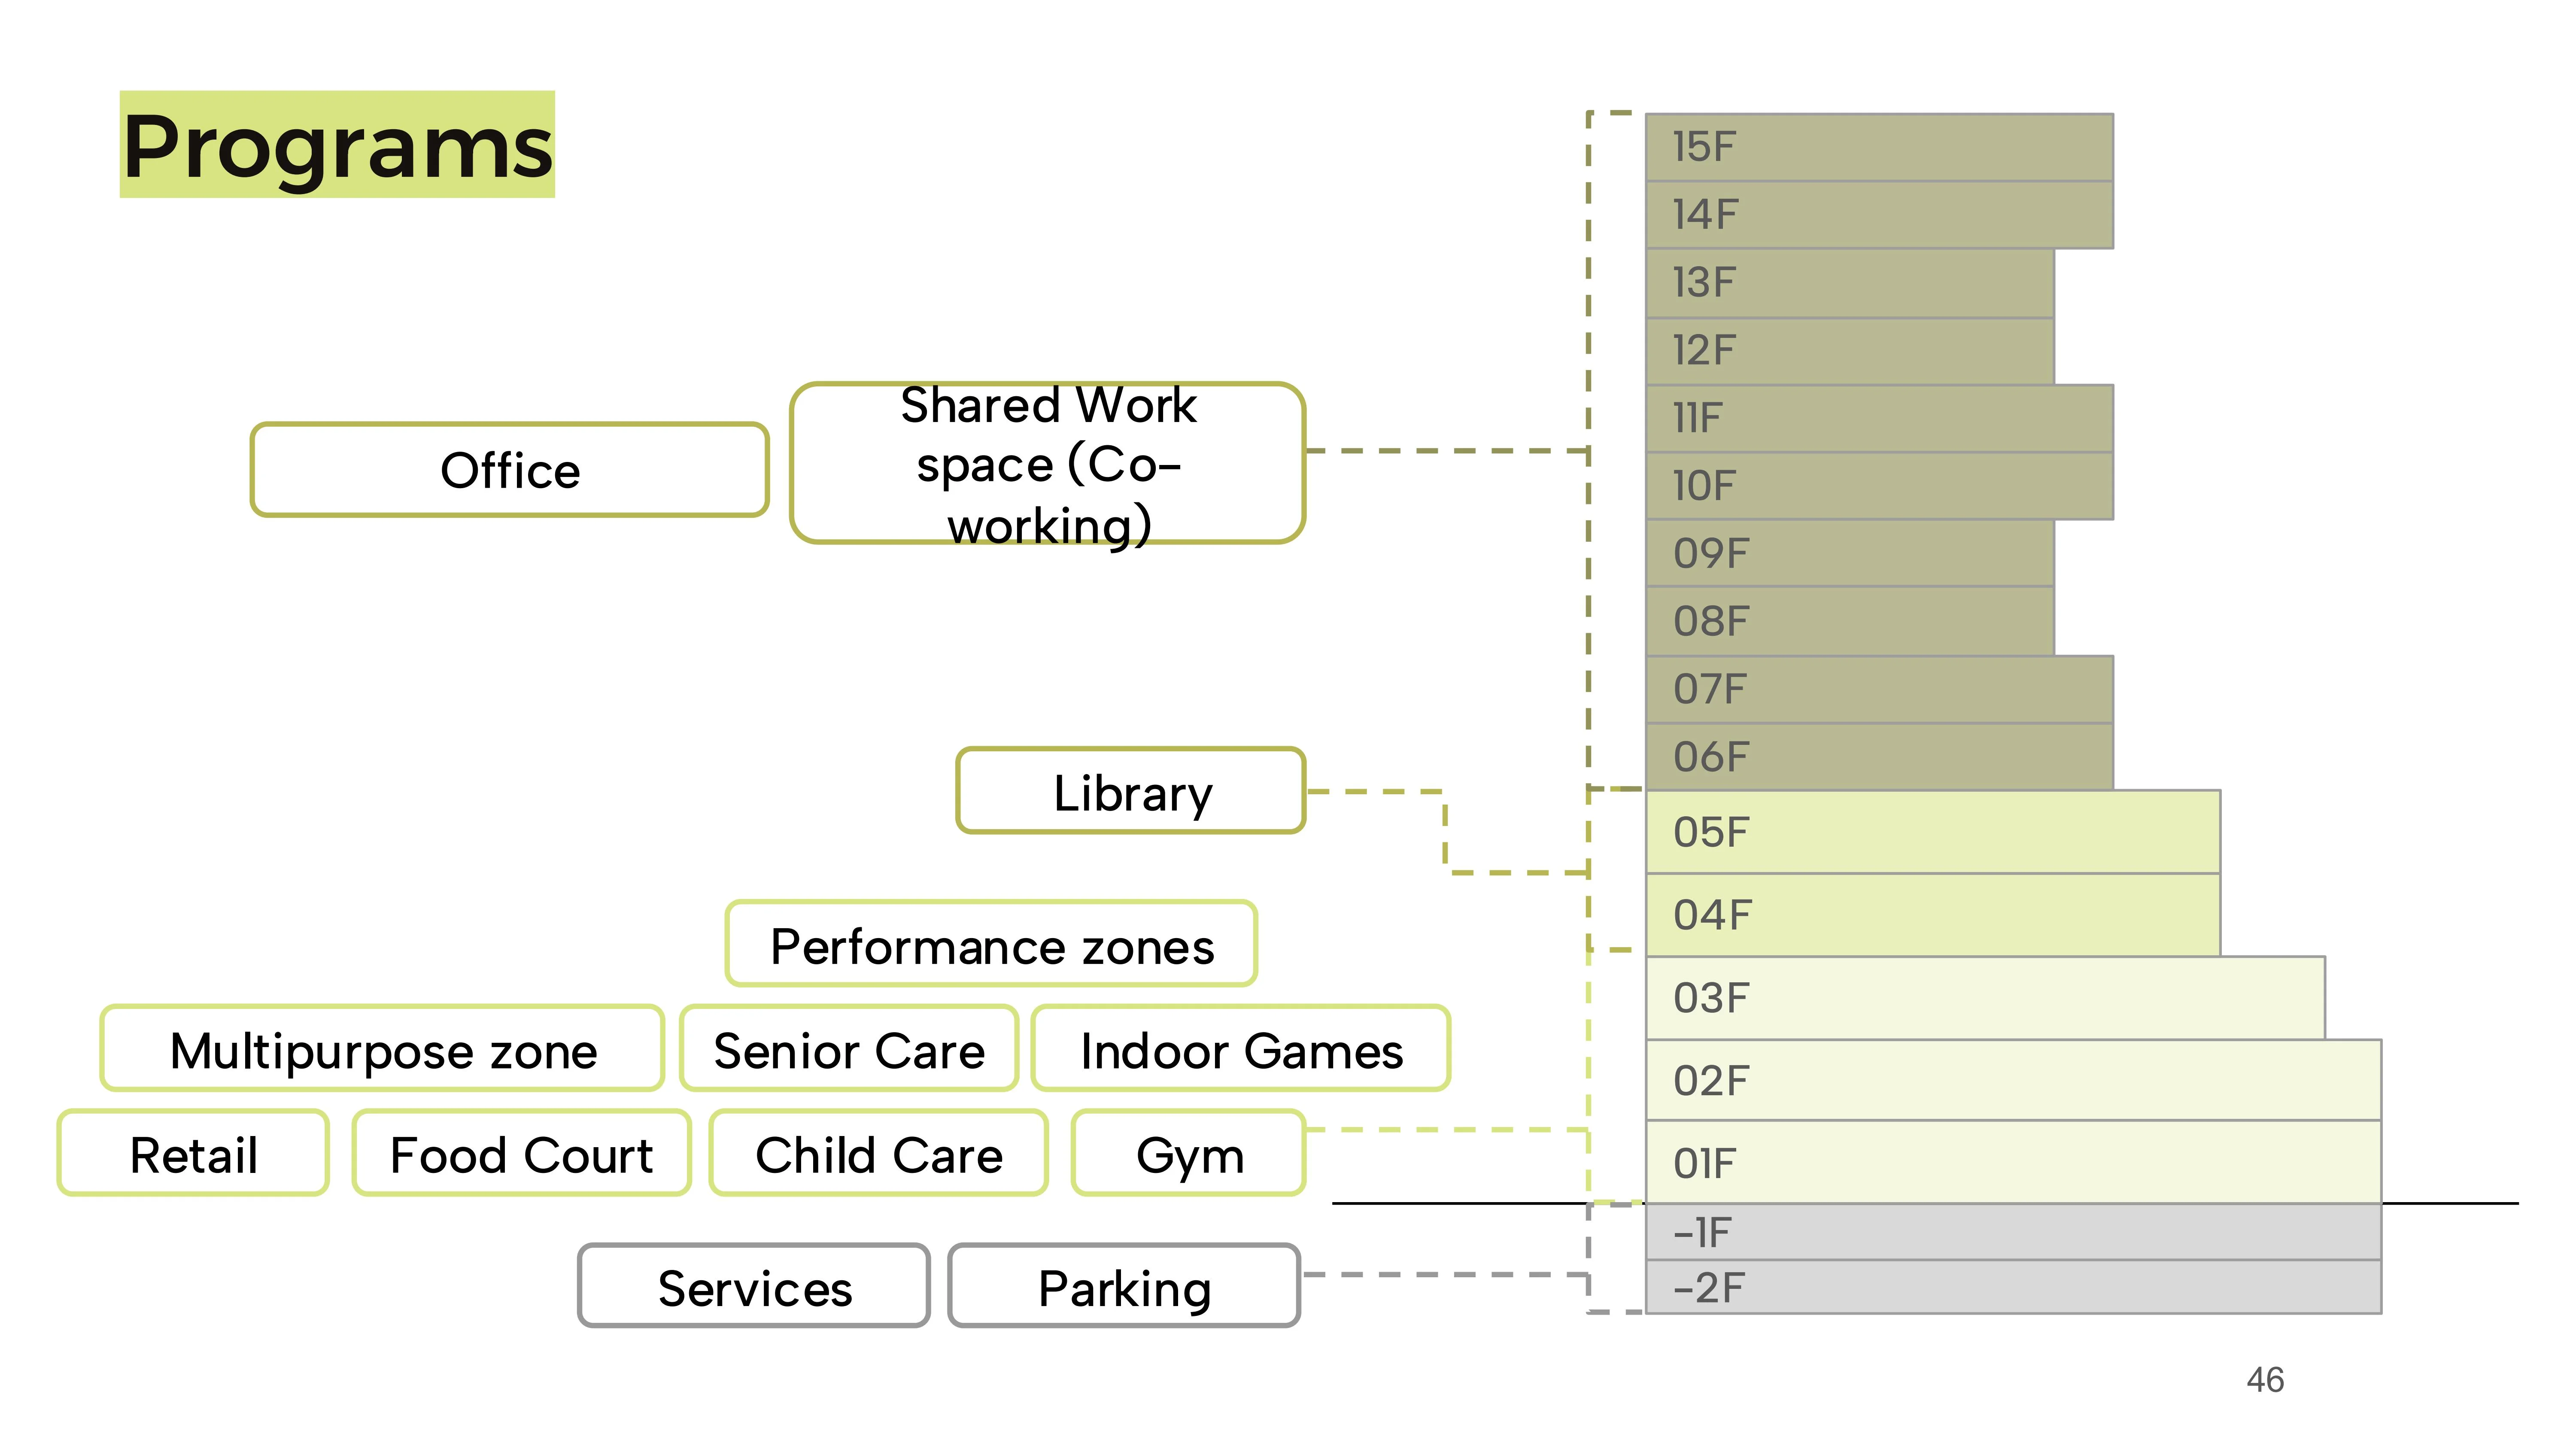 Programs
Office
Shared Work
space (Co-
working)
Library
Performance zones
Multipurpose zone
Senior Care
Indoor Games
Retail
Food Court
Child Care
Gym
Services
Parking
15F
14F
13F
12F
11F
10F
09F
08F
07F
06F
05F
04F
03F
02F
01F
-1F
-2F
46